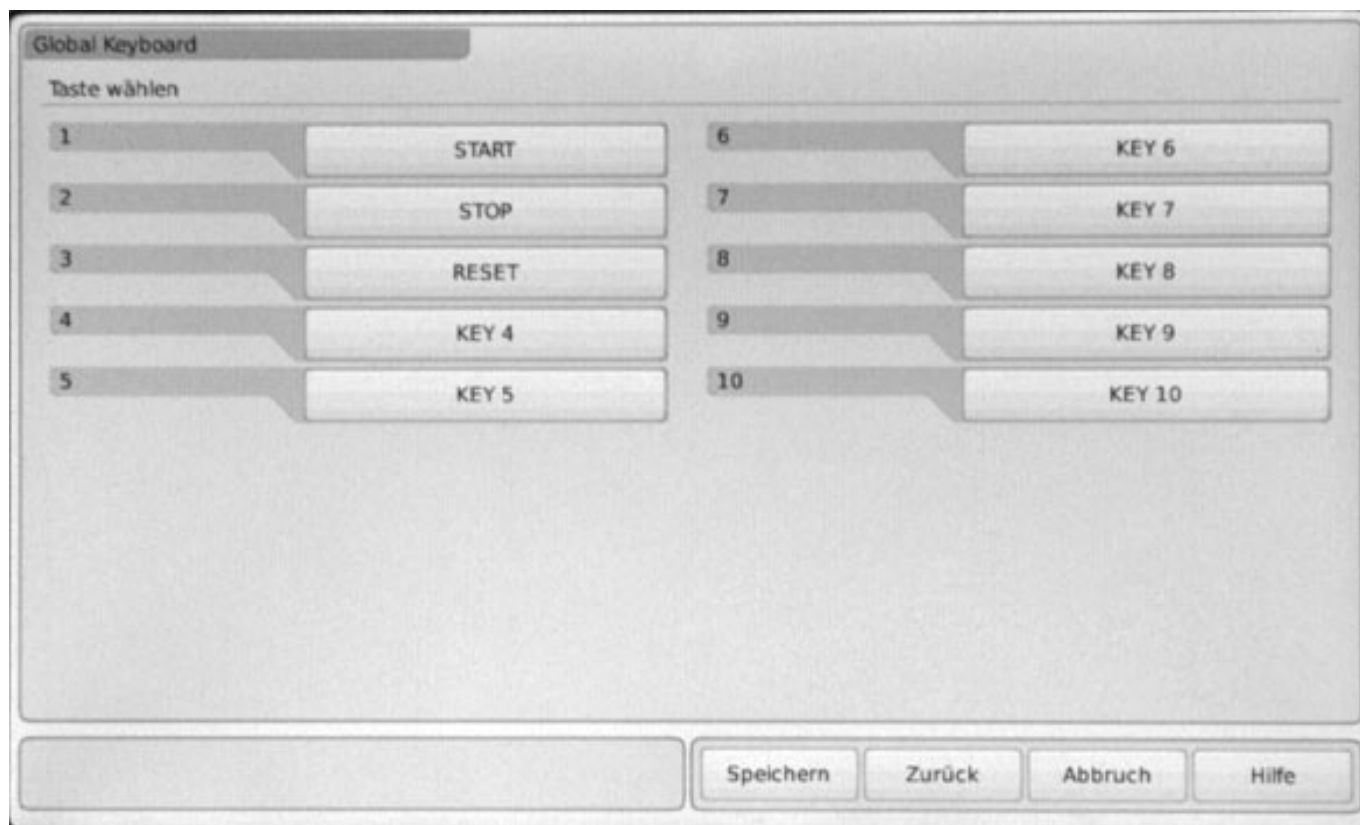 Global Keyboard
Taste wählen
1 START
2 STOP
3 RESET
4 KEY 4
5 KEY 5
6 KEY 6
7 KEY 7
8 KEY 8
9 KEY 9
10 KEY 10
Speichern Zurück Abbruch Hilfe